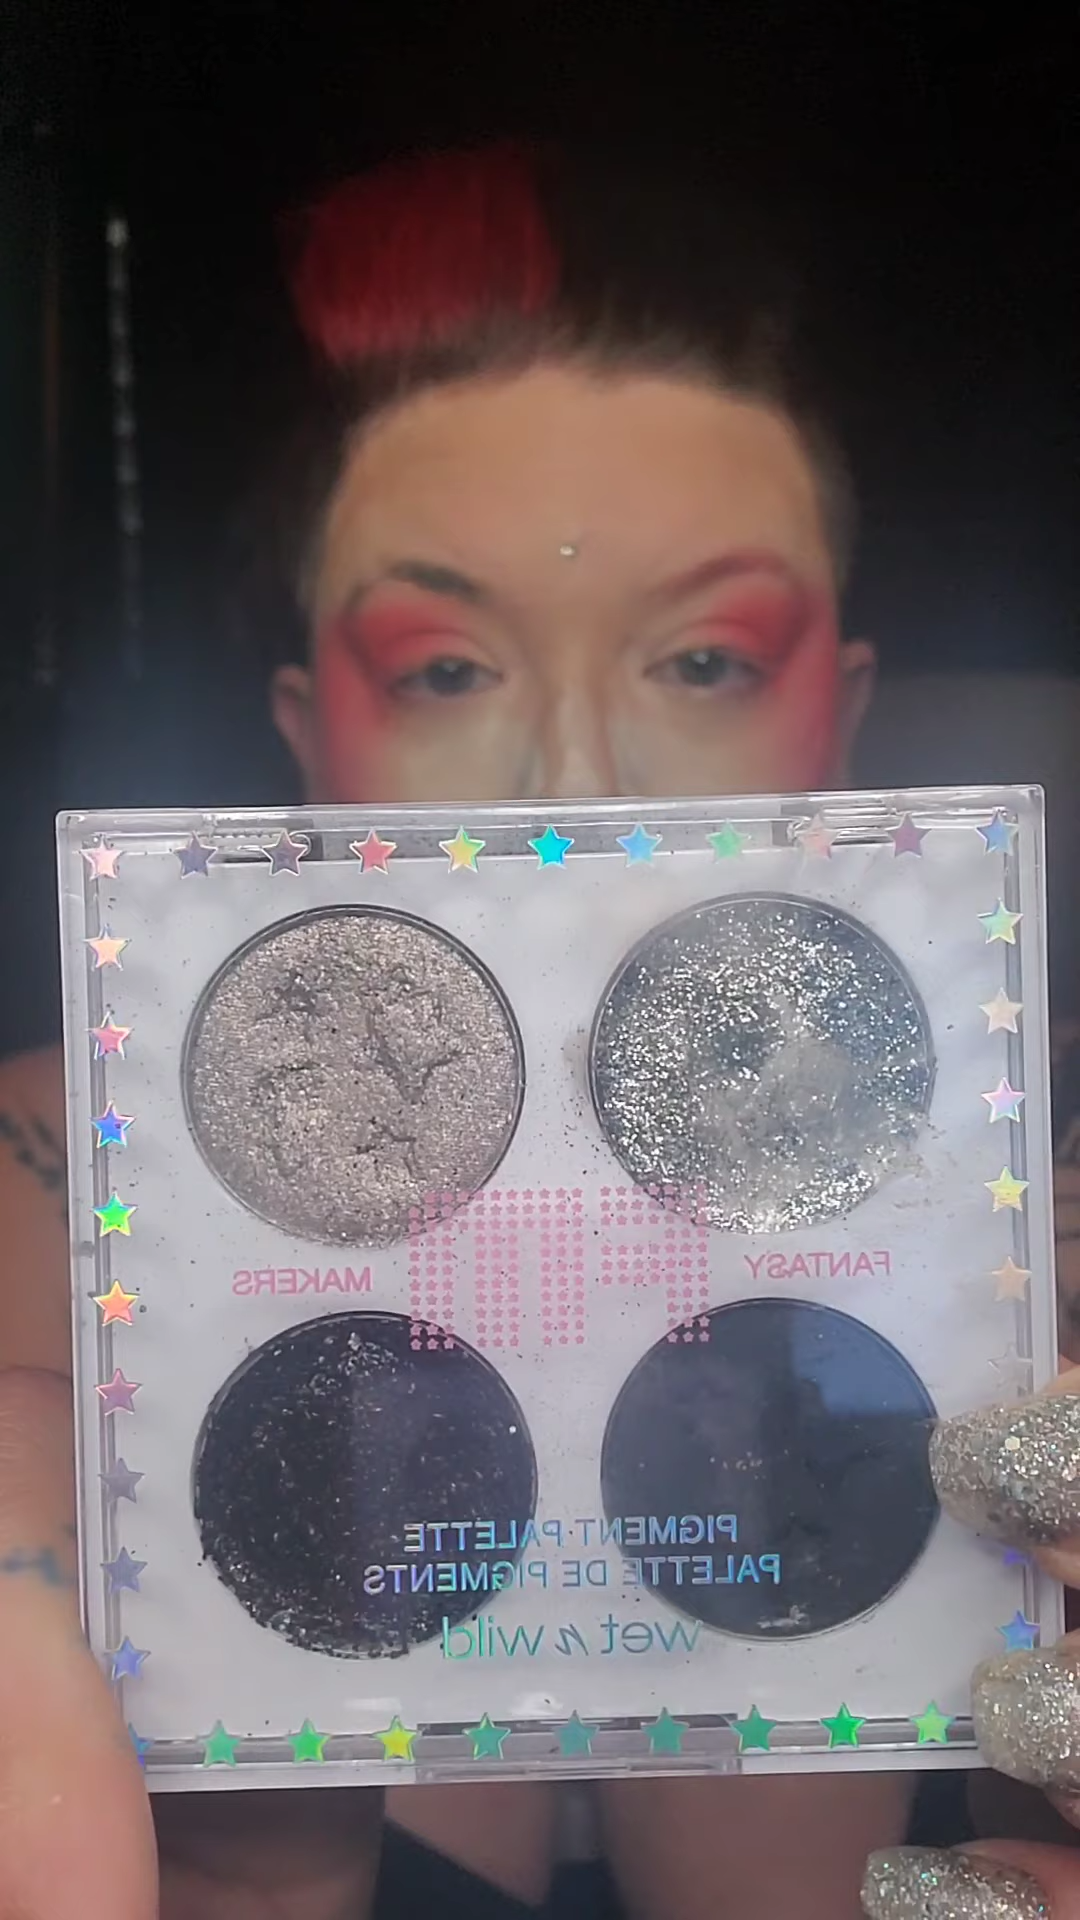 FANTASY
MAKERS
PIGMENT PALETTE
PALETTE DE PIGMENTS
wet n wild